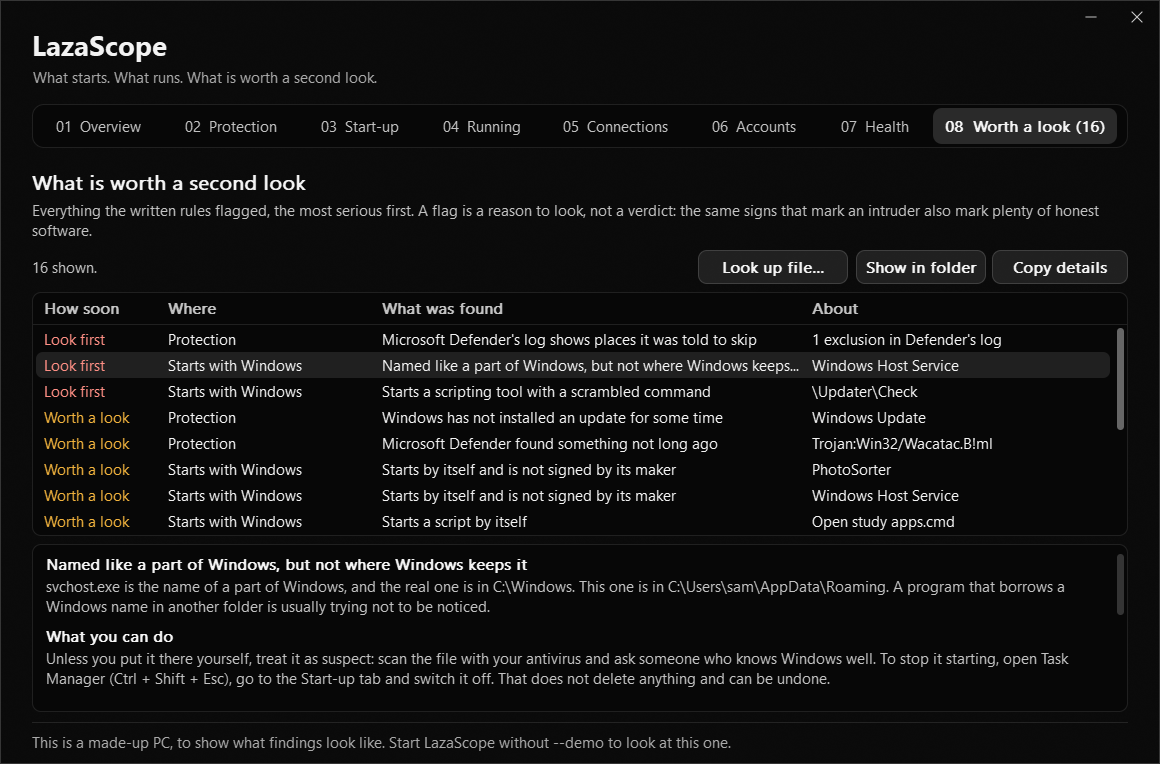 LazaScope
What starts. What runs. What is worth a second look.
01 Overview 02 Protection 03 Start-up 04 Running 05 Connections 06 Accounts 07 Health 08 Worth a look (16)
What is worth a second look
Everything the written rules flagged, the most serious first. A flag is a reason to look, not a verdict: the same signs that mark an intruder also mark plenty of honest
software.
16 shown.
Look up file... Show in folder Copy details
How soon Where What was found About
Look first Protection Microsoft Defender's log shows places it was told to skip 1 exclusion in Defender's log
Look first Starts with Windows Named like a part of Windows, but not where Windows keeps... Windows Host Service
Look first Starts with Windows Starts a scripting tool with a scrambled command \Updater\Check
Worth a look Protection Windows has not installed an update for some time Windows Update
Worth a look Protection Microsoft Defender found something not long ago Trojan:Win32/Wacatac.B!ml
Worth a look Starts with Windows Starts by itself and is not signed by its maker PhotoSorter
Worth a look Starts with Windows Starts by itself and is not signed by its maker Windows Host Service
Worth a look Starts with Windows Starts a script by itself Open study apps.cmd
Named like a part of Windows, but not where Windows keeps it
svchost.exe is the name of a part of Windows, and the real one is in C:\Windows. This one is in C:\Users\sam\AppData\Roaming. A program that borrows a
Windows name in another folder is usually trying not to be noticed.
What you can do
Unless you put it there yourself, treat it as suspect: scan the file with your antivirus and ask someone who knows Windows well. To stop it starting, open Task
Manager (Ctrl + Shift + Esc), go to the Start-up tab and switch it off. That does not delete anything and can be undone.
This is a made-up PC, to show what findings look like. Start LazaScope without --demo to look at this one.